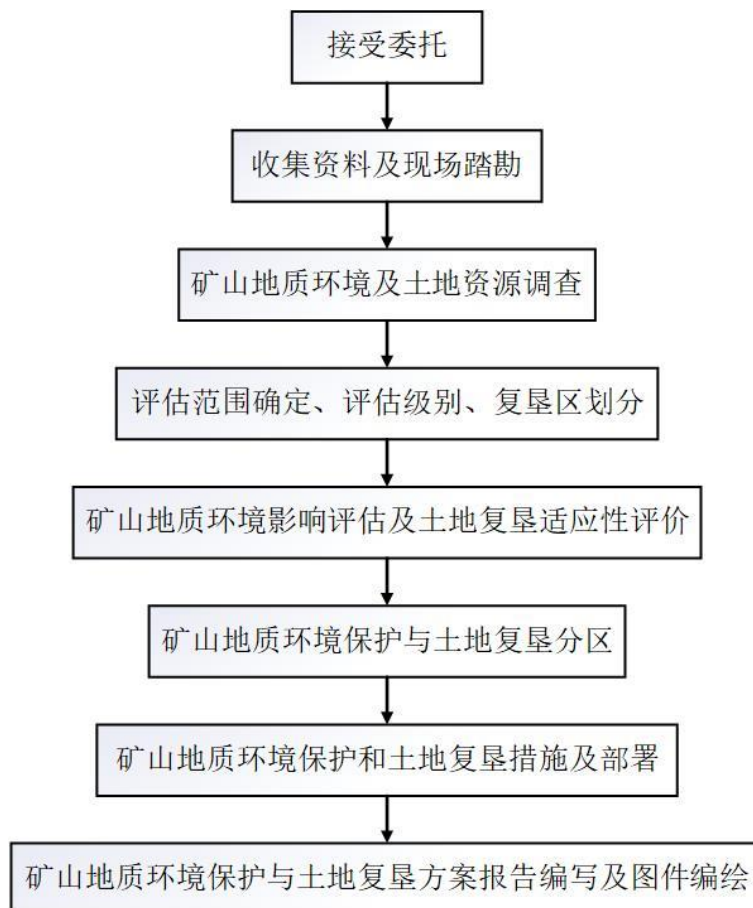 接受委托
收集资料及现场踏勘
矿山地质环境及土地资源调查
评估范围确定、评估级别、复垦区划分
矿山地质环境影响评估及土地复垦适应性评价
矿山地质环境保护与土地复垦分区
矿山地质环境保护和土地复垦措施及部署
矿山地质环境保护与土地复垦方案报告编写及图件编绘